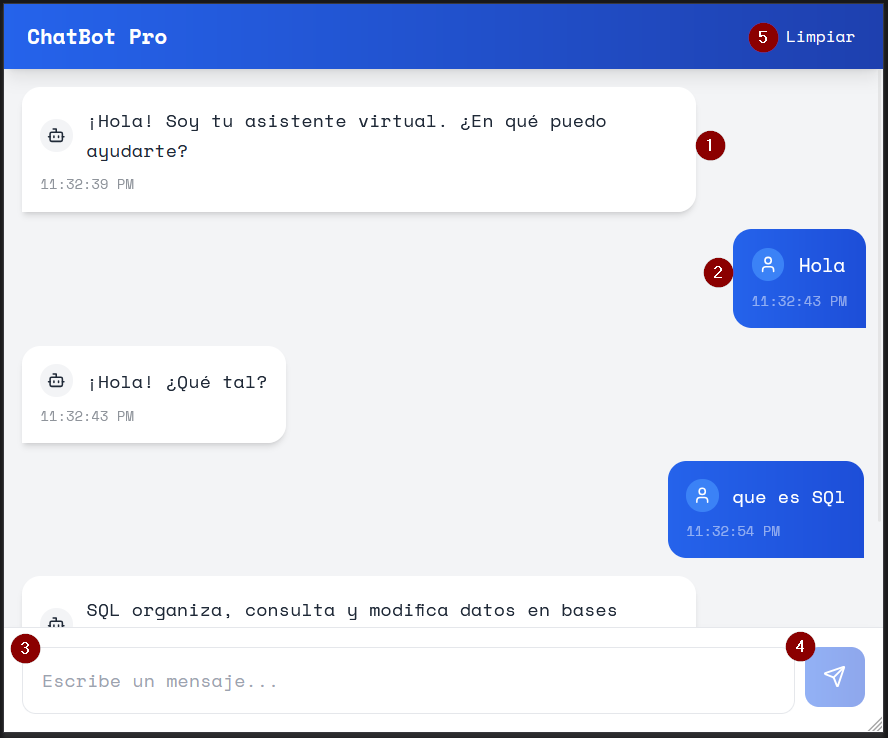 ChatBot Pro
5 Limpiar
¡Hola! Soy tu asistente virtual. ¿En qué puedo
ayudarte?
1
11:32:39 PM
2
Hola
11:32:43 PM
¡Hola! ¿Qué tal?
11:32:43 PM
que es SQl
11:32:54 PM
SQL organiza, consulta y modifica datos en bases
3
4
Escribe un mensaje...